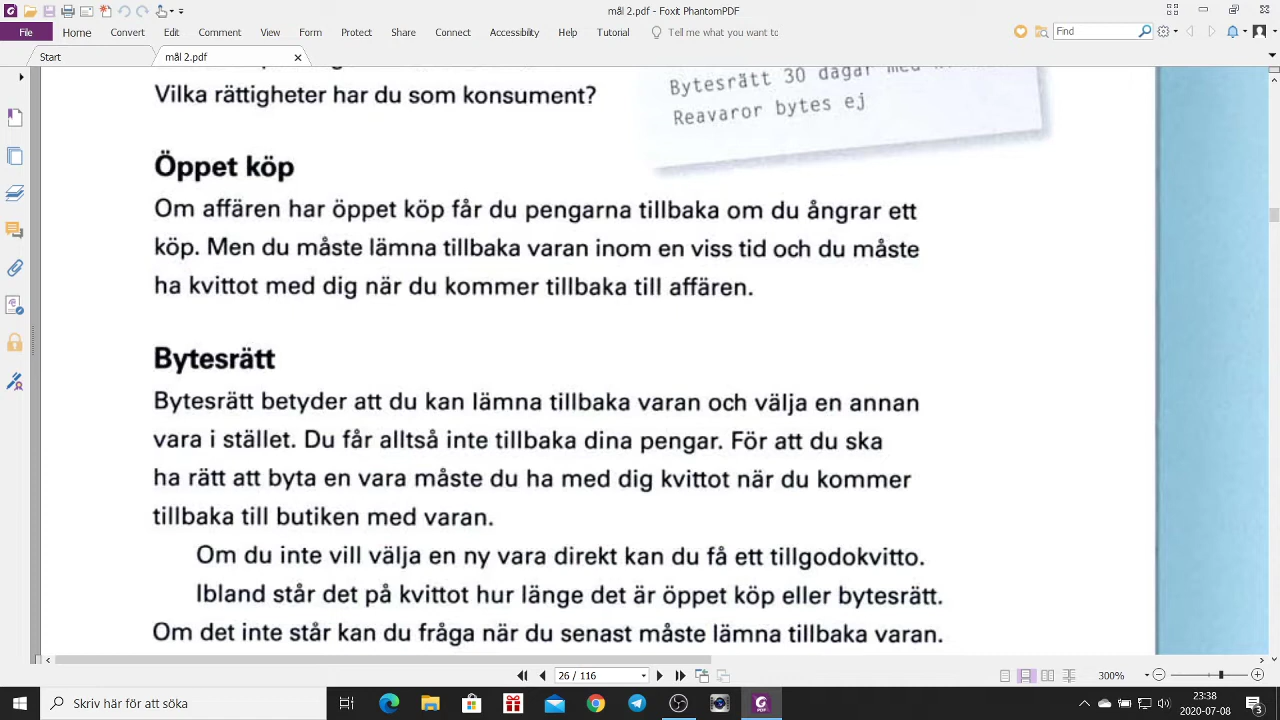 mål 2.pdf - Foxit PhantomPDF
File Home Convert Edit Comment View Form Protect Share Connect Accessibility Help Tutorial Tell me what you want to Find
Start mål 2.pdf
Bytesrätt 30 dagar med
Reavaror bytes ej
Vilka rättigheter har du som konsument?
Öppet köp
Om affären har öppet köp får du pengarna tillbaka om du ångrar ett
köp. Men du måste lämna tillbaka varan inom en viss tid och du måste
ha kvittot med dig när du kommer tillbaka till affären.
Bytesrätt
Bytesrätt betyder att du kan lämna tillbaka varan och välja en annan
vara i stället. Du får alltså inte tillbaka dina pengar. För att du ska
ha rätt att byta en vara måste du ha med dig kvittot när du kommer
tillbaka till butiken med varan.
Om du inte vill välja en ny vara direkt kan du få ett tillgodokvitto.
Ibland står det på kvittot hur länge det är öppet köp eller bytesrätt.
Om det inte står kan du fråga när du senast måste lämna tillbaka varan.
26 / 116 300%
Skriv här för att söka
23:38
2020-07-08
3